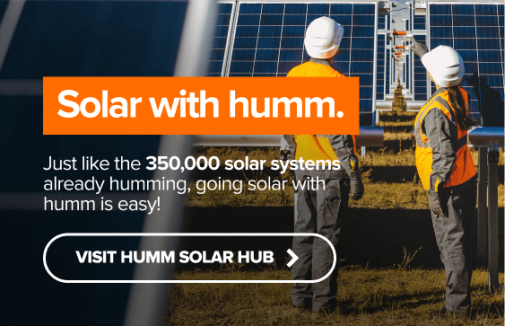 Solar with humm.
Just like the 350,000 solar systems
already humming, going solar with
humm is easy!
VISIT HUMM SOLAR HUB